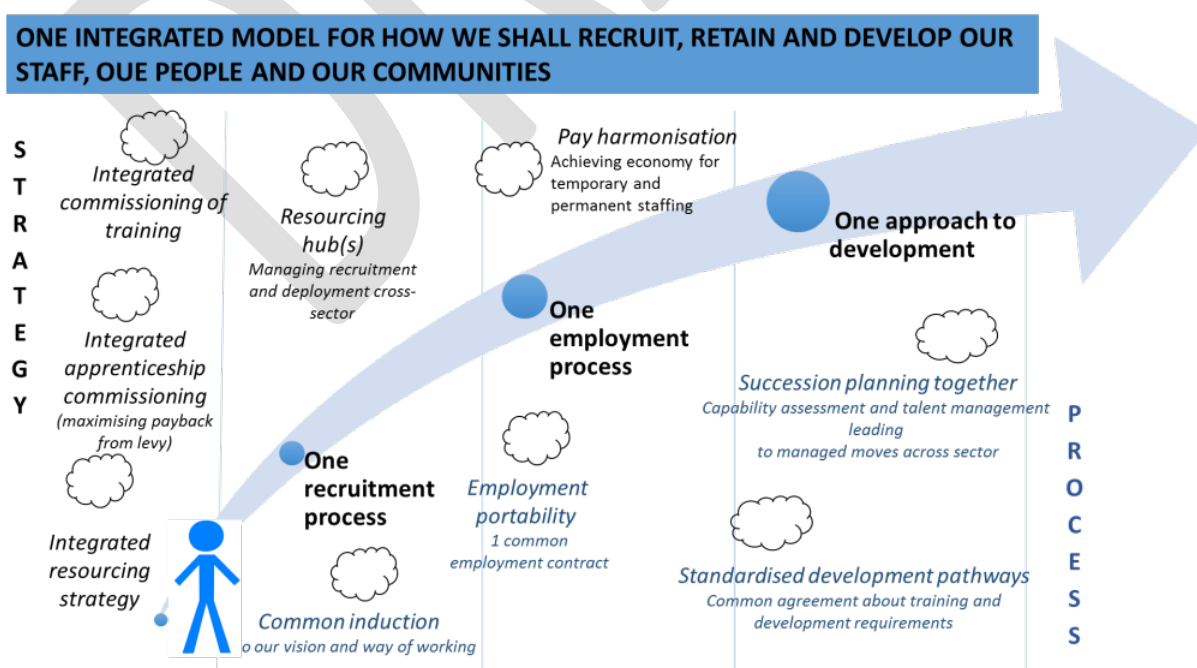 ONE INTEGRATED MODEL FOR HOW WE SHALL RECRUIT, RETAIN AND DEVELOP OUR
STAFF, OUE PEOPLE AND OUR COMMUNITIES
STRATEGY
Integrated
commissioning of
training
Integrated
apprenticeship
commissioning
(maximising payback
from levy)
Integrated
resourcing
strategy
Resourcing
hub(s)
Managing recruitment
and deployment cross-
sector
One
recruitment
process
Common induction
o our vision and way of working
Pay harmonisation
Achieving economy for
temporary and
permanent staffing
One
employment
process
Employment
portability
1 common
employment contract
One approach to
development
Succession planning together
Capability assessment and talent management
leading
to managed moves across sector
Standardised development pathways
Common agreement about training and
development requirements
PROCESS